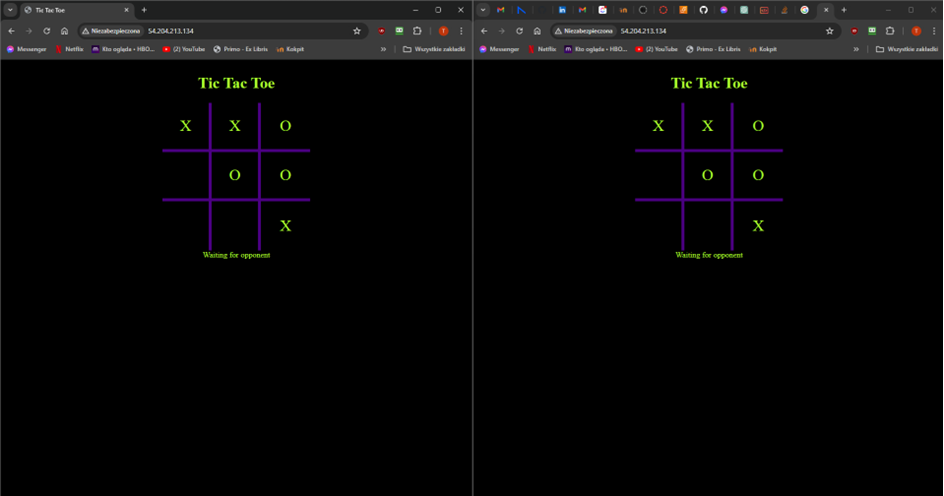 Tic Tac Toe
Niezabezpieczona 54.204.213.134
Messenger Netflix Kto ogląda • HBO... (2) YouTube Primo - Ex Libris Kokpit » Wszystkie zakładki
Tic Tac Toe
X X O
O O
X
Waiting for opponent
Niezabezpieczona 54.204.213.134
Messenger Netflix Kto ogląda • HBO... (2) YouTube Primo - Ex Libris Kokpit » Wszystkie zakładki
Tic Tac Toe
X X O
O O
X
Waiting for opponent